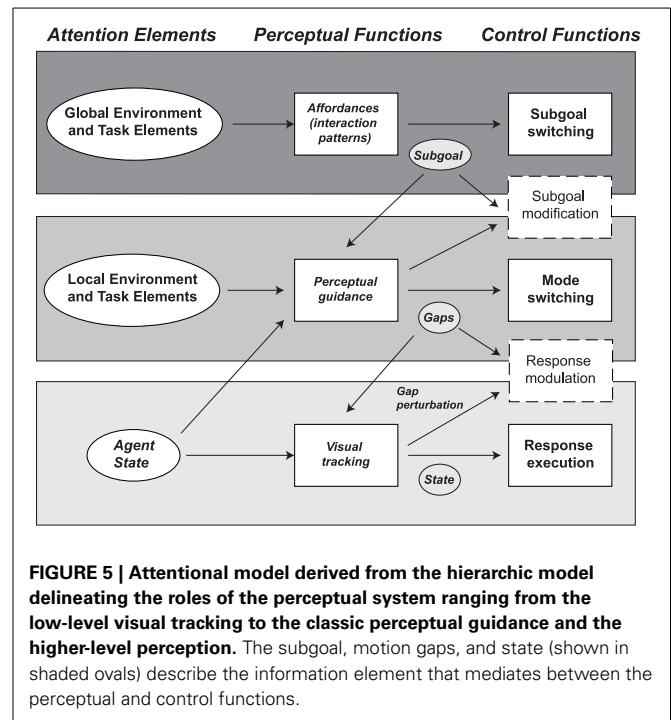 Attention Elements Perceptual Functions Control Functions
Global Environment
and Task Elements
Affordances
(interaction
patterns)
Subgoal
switching
Subgoal
Subgoal
modification
Local Environment
and Task Elements
Perceptual
guidance
Mode
switching
Gaps
Response
modulation
Gap
perturbation
Agent
State
Visual
tracking
Response
execution
State
FIGURE 5 | Attentional model derived from the hierarchic model
delineating the roles of the perceptual system ranging from the
low-level visual tracking to the classic perceptual guidance and the
higher-level perception. The subgoal, motion gaps, and state (shown in
shaded ovals) describe the information element that mediates between the
perceptual and control functions.